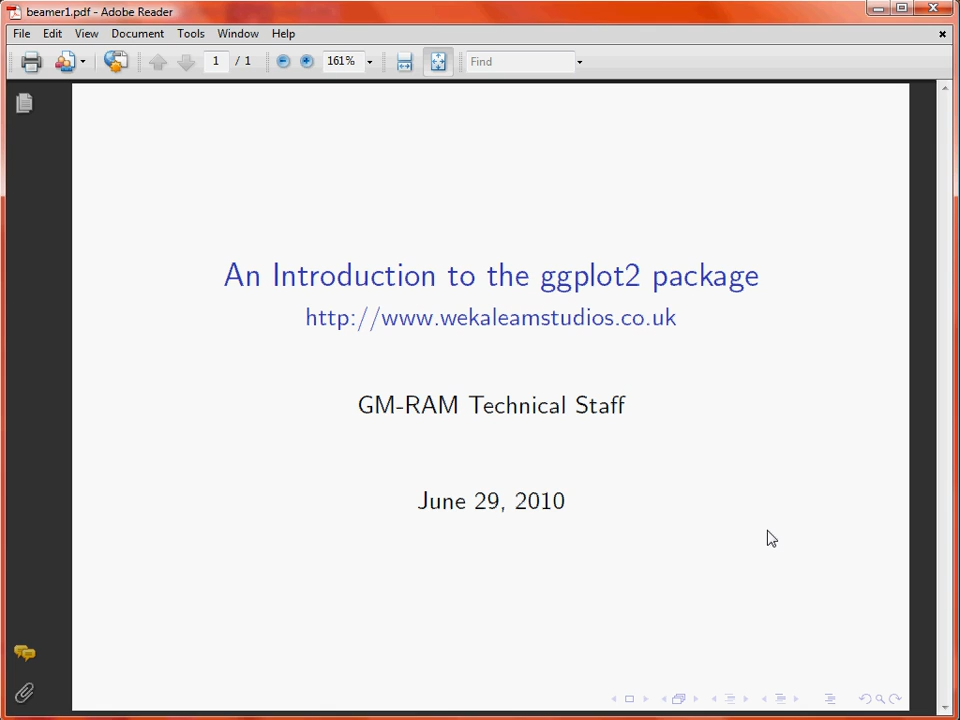 beamer1.pdf - Adobe Reader
File Edit View Document Tools Window Help
1 / 1 161% Find
An Introduction to the ggplot2 package
http://www.wekaleamstudios.co.uk
GM-RAM Technical Staff
June 29, 2010